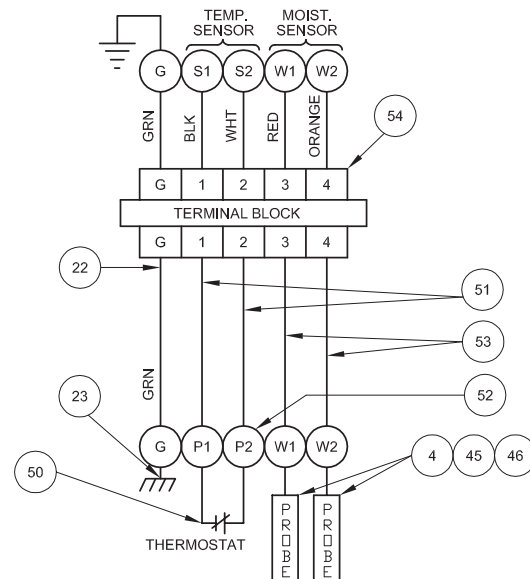 TEMP. SENSOR
MOIST. SENSOR
G S1 S2 W1 W2
GRN BLK WHT RED ORANGE
54
G 1 2 3 4
TERMINAL BLOCK
G 1 2 3 4
22
51
53
GRN
23
52
G P1 P2 W1 W2
50
4 45 46
THERMOSTAT
PROBE
PROBE